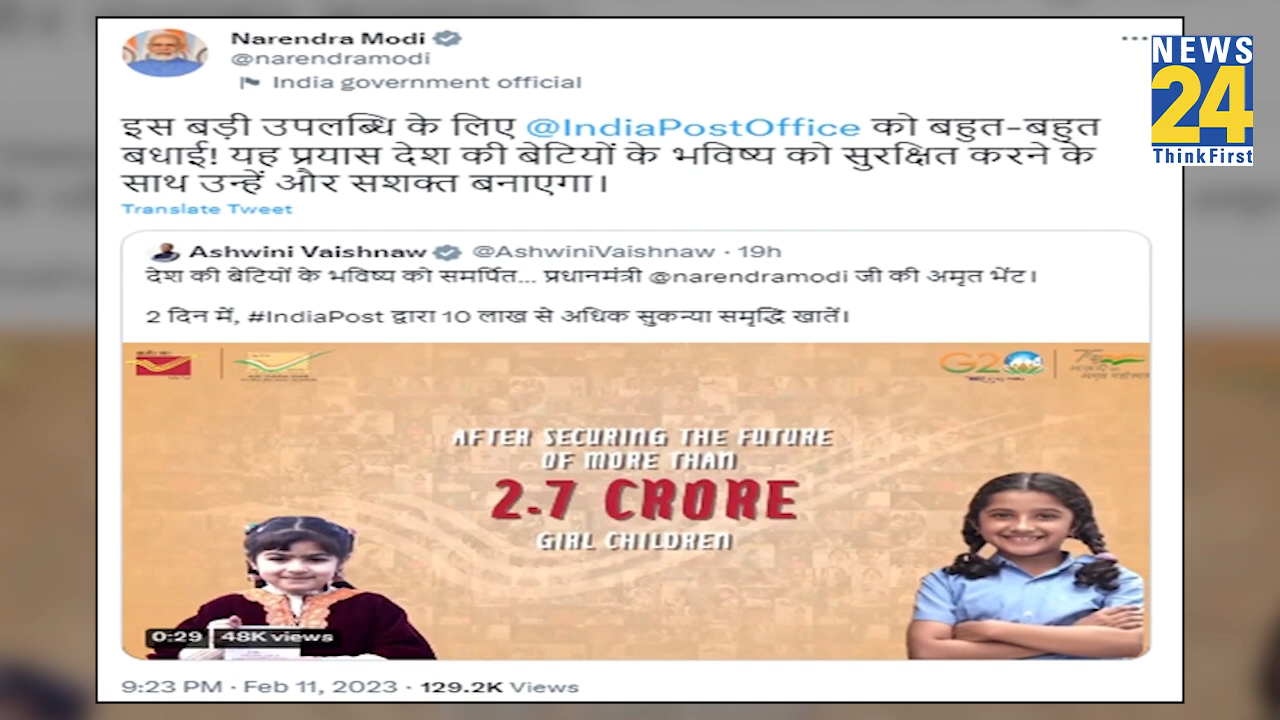 Narendra Modi
@narendramodi
India government official
इस बड़ी उपलब्धि के लिए @IndiaPostOffice को बहुत-बहुत
बधाई! यह प्रयास देश की बेटियों के भविष्य को सुरक्षित करने के
साथ उन्हें और सशक्त बनाएगा।
Translate Tweet
Ashwini Vaishnaw @AshwiniVaishnaw · 19h
देश की बेटियों के भविष्य को समर्पित... प्रधानमंत्री @narendramodi जी की अमृत भेंट।
2 दिन में, #IndiaPost द्वारा 10 लाख से अधिक सुकन्या समृद्धि खातें।
G20
AFTER SECURING THE FUTURE
OF MORE THAN
2.7 CRORE
GIRL CHILDREN
0:29 48K views
9:23 PM · Feb 11, 2023 · 129.2K Views
NEWS
24
ThinkFirst